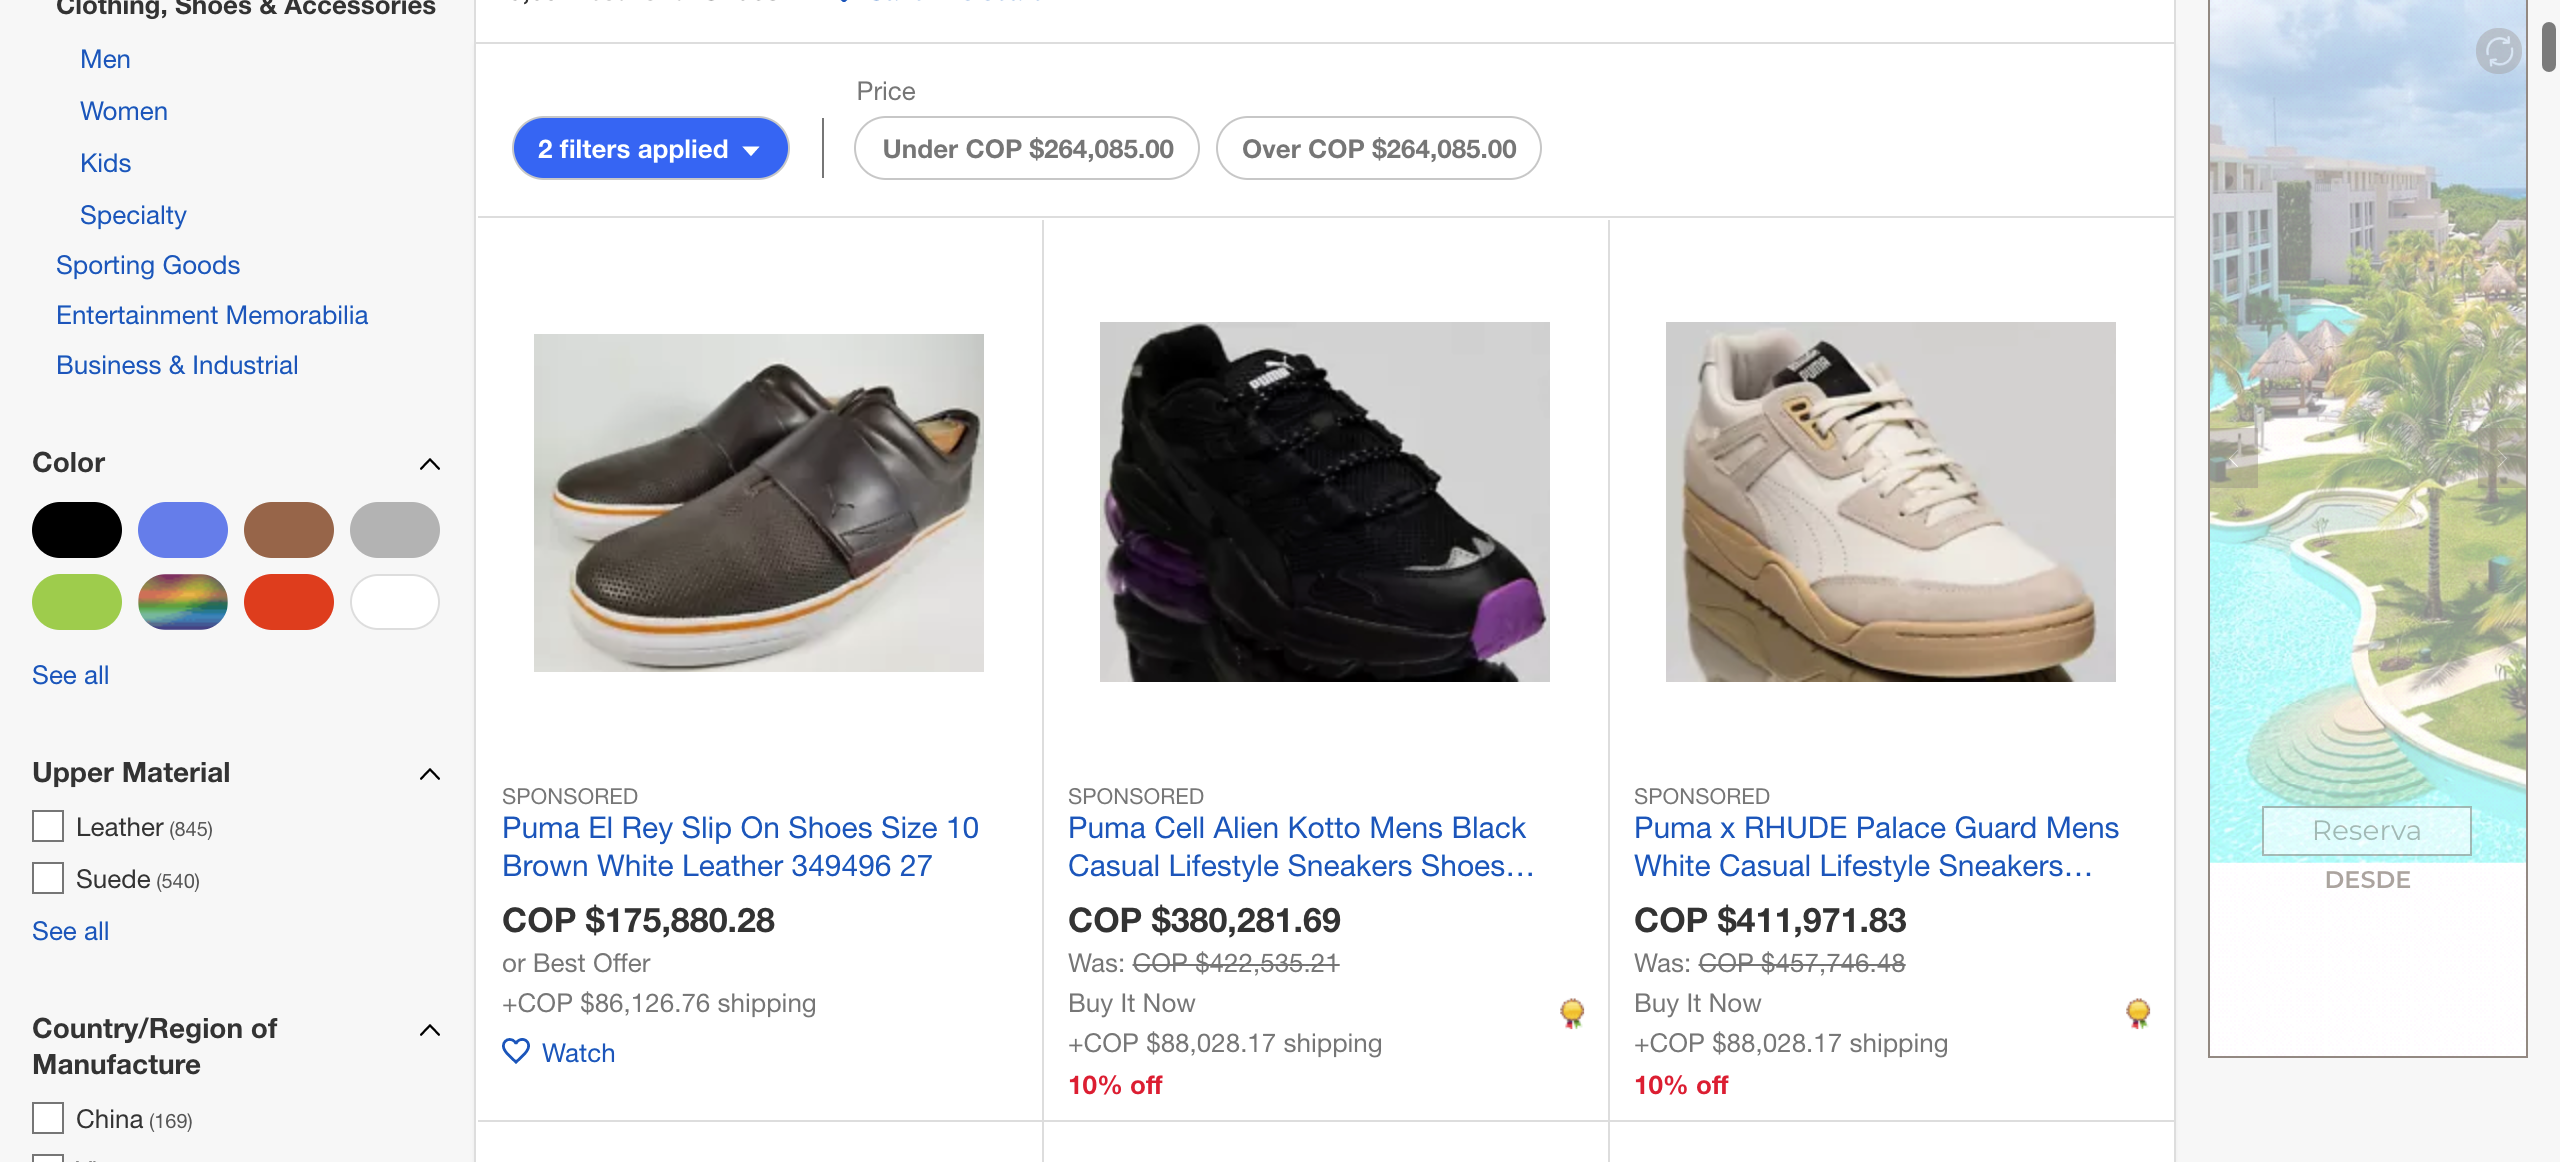 Clothing, Shoes & Accessories
Men
Women
Kids
Specialty
Sporting Goods
Entertainment Memorabilia
Business & Industrial
Color
See all
Upper Material
Leather (845)
Suede (540)
See all
Country/Region of
Manufacture
China (169)
Price
2 filters applied
Under COP $264,085.00
Over COP $264,085.00
PUMA
PUMA
SPONSORED
Puma El Rey Slip On Shoes Size 10
Brown White Leather 349496 27
COP $175,880.28
or Best Offer
+COP $86,126.76 shipping
Watch
SPONSORED
Puma Cell Alien Kotto Mens Black
Casual Lifestyle Sneakers Shoes...
COP $380,281.69
Was: COP $422,535.21
Buy It Now
+COP $88,028.17 shipping
10% off
SPONSORED
Puma x RHUDE Palace Guard Mens
White Casual Lifestyle Sneakers...
COP $411,971.83
Was: COP $457,746.48
Buy It Now
+COP $88,028.17 shipping
10% off
Reserva
DESDE